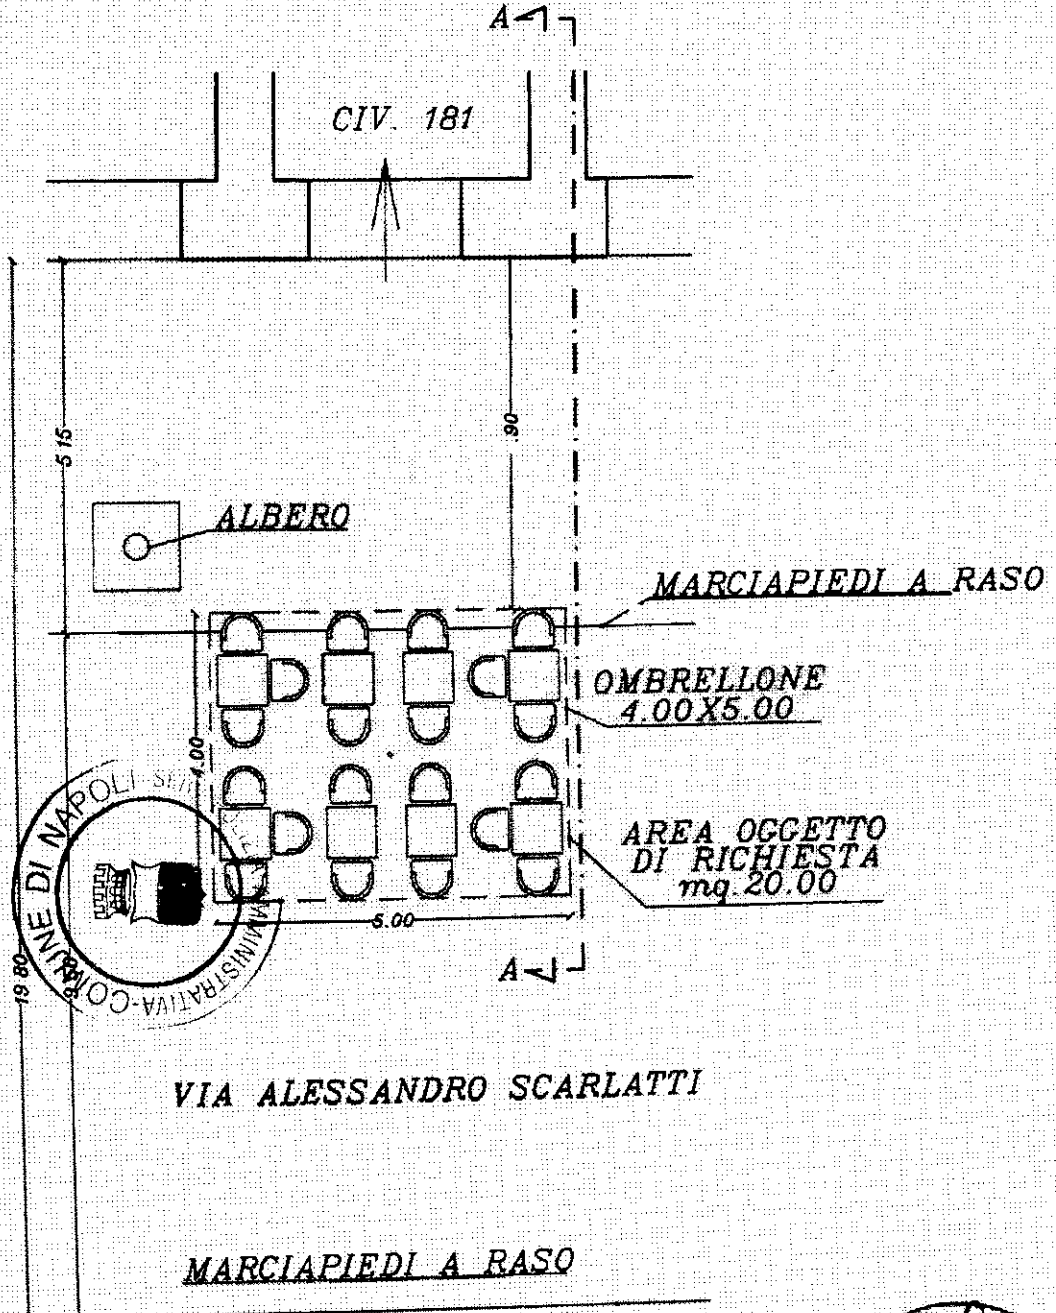 A
CIV. 181
5.15
.90
ALBERO
MARCIAPIEDI A RASO
4.00
OMBRELLONE
4.00X5.00
AREA OGGETTO
DI RICHIESTA
mq.20.00
5.00
COMUNE DI NAPOLI
AMMINISTRATIVA
19.80
A
VIA ALESSANDRO SCARLATTI
MARCIAPIEDI A RASO